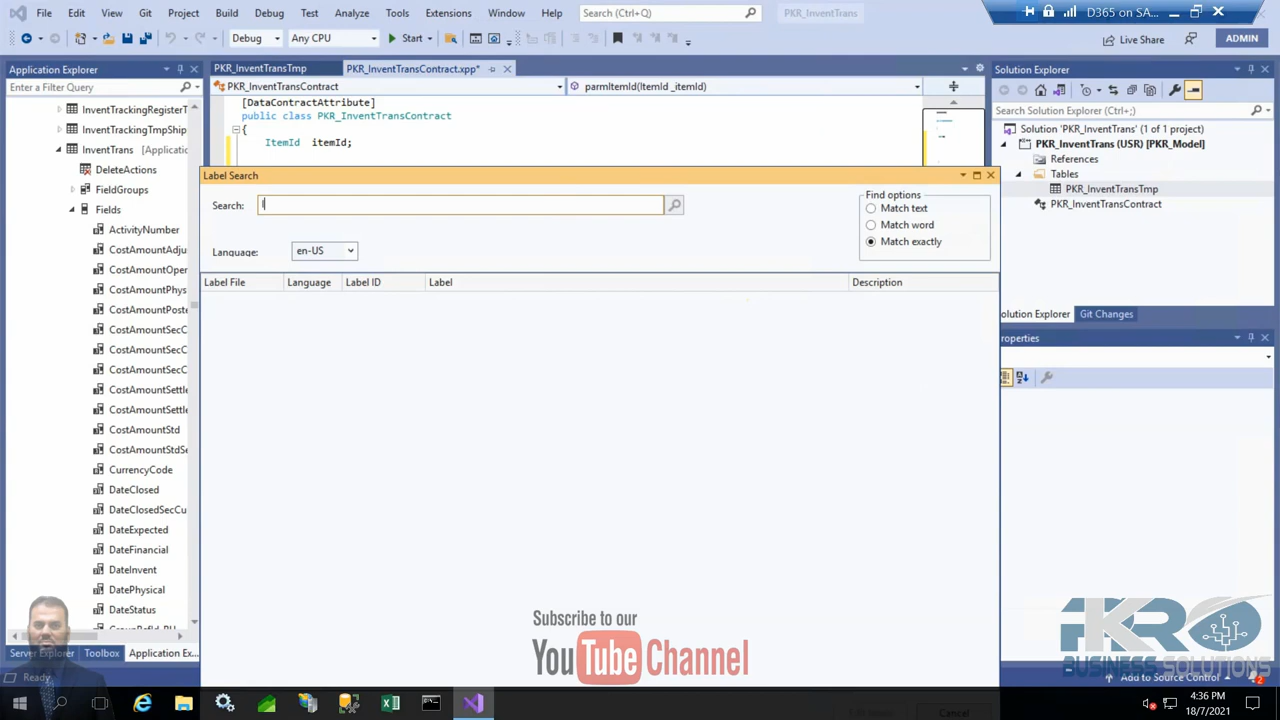 File Edit View Git Project Build Debug Test Analyze Tools Extensions Window Help Search (Ctrl+Q) PKR_InventTrans D365 on SA...
Debug Any CPU Start Live Share ADMIN
Application Explorer
Enter a Filter Query
InventTrackingRegisterT
InventTrackingTmpShip
InventTrans [Applicatio
DeleteActions
FieldGroups
Fields
ActivityNumber
CostAmountAdju
CostAmountOper
CostAmountPhys
CostAmountPoste
CostAmountSecC
CostAmountSecC
CostAmountSecC
CostAmountSettl
CostAmountSettle
CostAmountStd
CostAmountStdSe
CurrencyCode
DateClosed
DateClosedSecCu
DateExpected
DateFinancial
DateInvent
DatePhysical
DateStatus
Server Explorer Toolbox Application Ex...
Ready
PKR_InventTransTmp PKR_InventTransContract.xpp*
PKR_InventTransContract parmItemId(ItemId _itemId)
[DataContractAttribute]
public class PKR_InventTransContract
{
ItemId itemId;
Label Search
Search: I
Language: en-US
Find options
Match text
Match word
Match exactly
Label File Language Label ID Label Description
Solution Explorer
Search Solution Explorer (Ctrl+;)
Solution 'PKR_InventTrans' (1 of 1 project)
PKR_InventTrans (USR) [PKR_Model]
References
Tables
PKR_InventTransTmp
PKR_InventTransContract
olution Explorer Git Changes
roperties
Subscribe to our
YouTube Channel
PKR
BUSINESS SOLUTIONS
Add to Source Control 2
Cancel
4:36 PM
18/7/2021